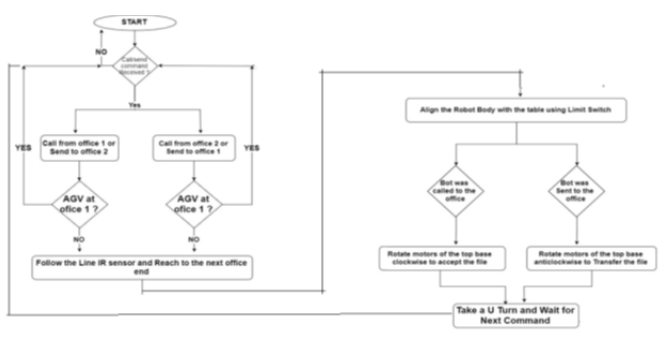 START
NO
Call/send
command
received ?
Yes
Call from office 1 or
Send to office 2
Call from office 2 or
Send to office 1
YES
YES
AGV at
ofice 1 ?
AGV at
ofice 1 ?
NO
NO
Follow the Line IR sensor and Reach to the next office
end
Align the Robot Body with the table using Limit Switch
Bot was
called to the
office
Bot was
Sent to the
office
Rotate motors of the top base
clockwise to accept the file
Rotate motors of the top base
anticlockwise to Transfer the file
Take a U Turn and Wait for
Next Command